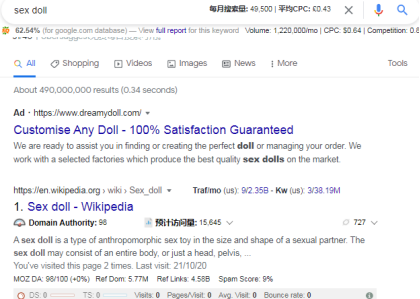 sex doll
每月搜索量: 49,500 | 平均CPC: £0.43
62.54% (for google.com database) — View full report for this keyword Volume: 1,220,000/mo | CPC: $0.64 | Competition: 0.8
All Shopping Videos Images News More Tools
About 490,000,000 results (0.34 seconds)
Ad · https://www.dreamydoll.com/
Customise Any Doll - 100% Satisfaction Guaranteed
We are ready to assist you in finding or creating the perfect doll or managing your order. We
work with a selected factories which produce the best quality sex dolls on the market.
https://en.wikipedia.org › wiki › Sex_doll Traf/mo (us): 9/2.35B - Kw (us): 3/38.19M
1. Sex doll - Wikipedia
Domain Authority: 98 预计访问量: 15,645 727
A sex doll is a type of anthropomorphic sex toy in the size and shape of a sexual partner. The
sex doll may consist of an entire body, or just a head, pelvis, ...
You've visited this page 2 times. Last visit: 21/10/20
MOZ DA: 98/100 (+0%) Ref Dom: 5.77M Ref Links: 4.58B Spam Score: 9%
DS: 0 TS: 0 Visits: 0 Pages/Visit: 0 Avg. Visit: 0 Bounce rate: 0